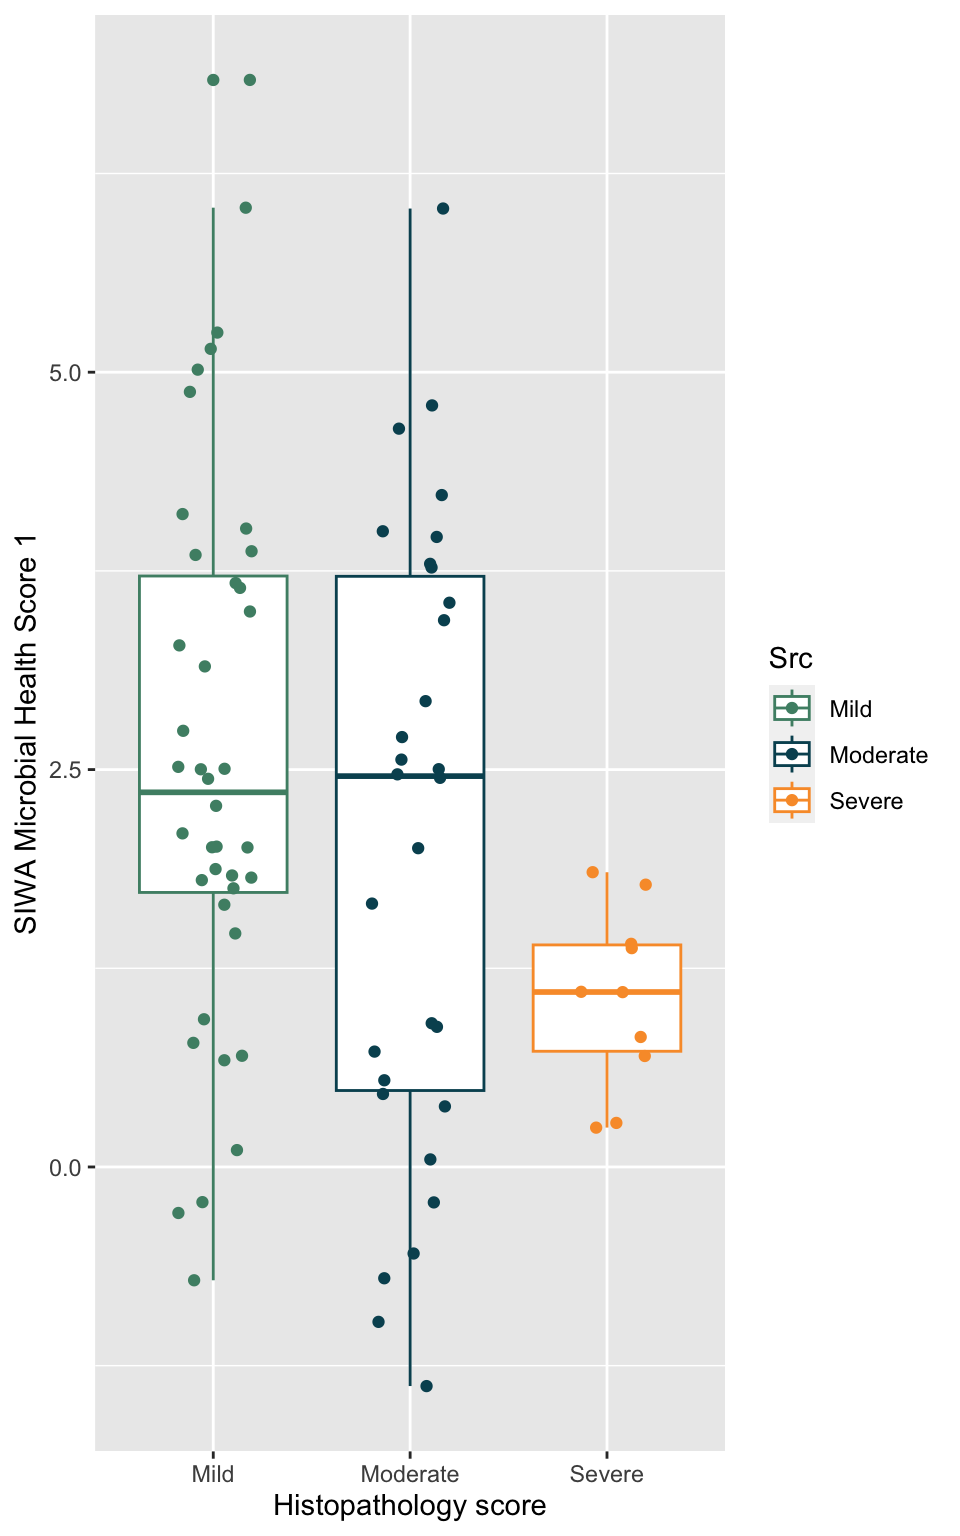 SIWA Microbial Health Score 1
5.0
2.5
0.0
Mild
Moderate
Severe
Histopathology score
Src
Mild
Moderate
Severe